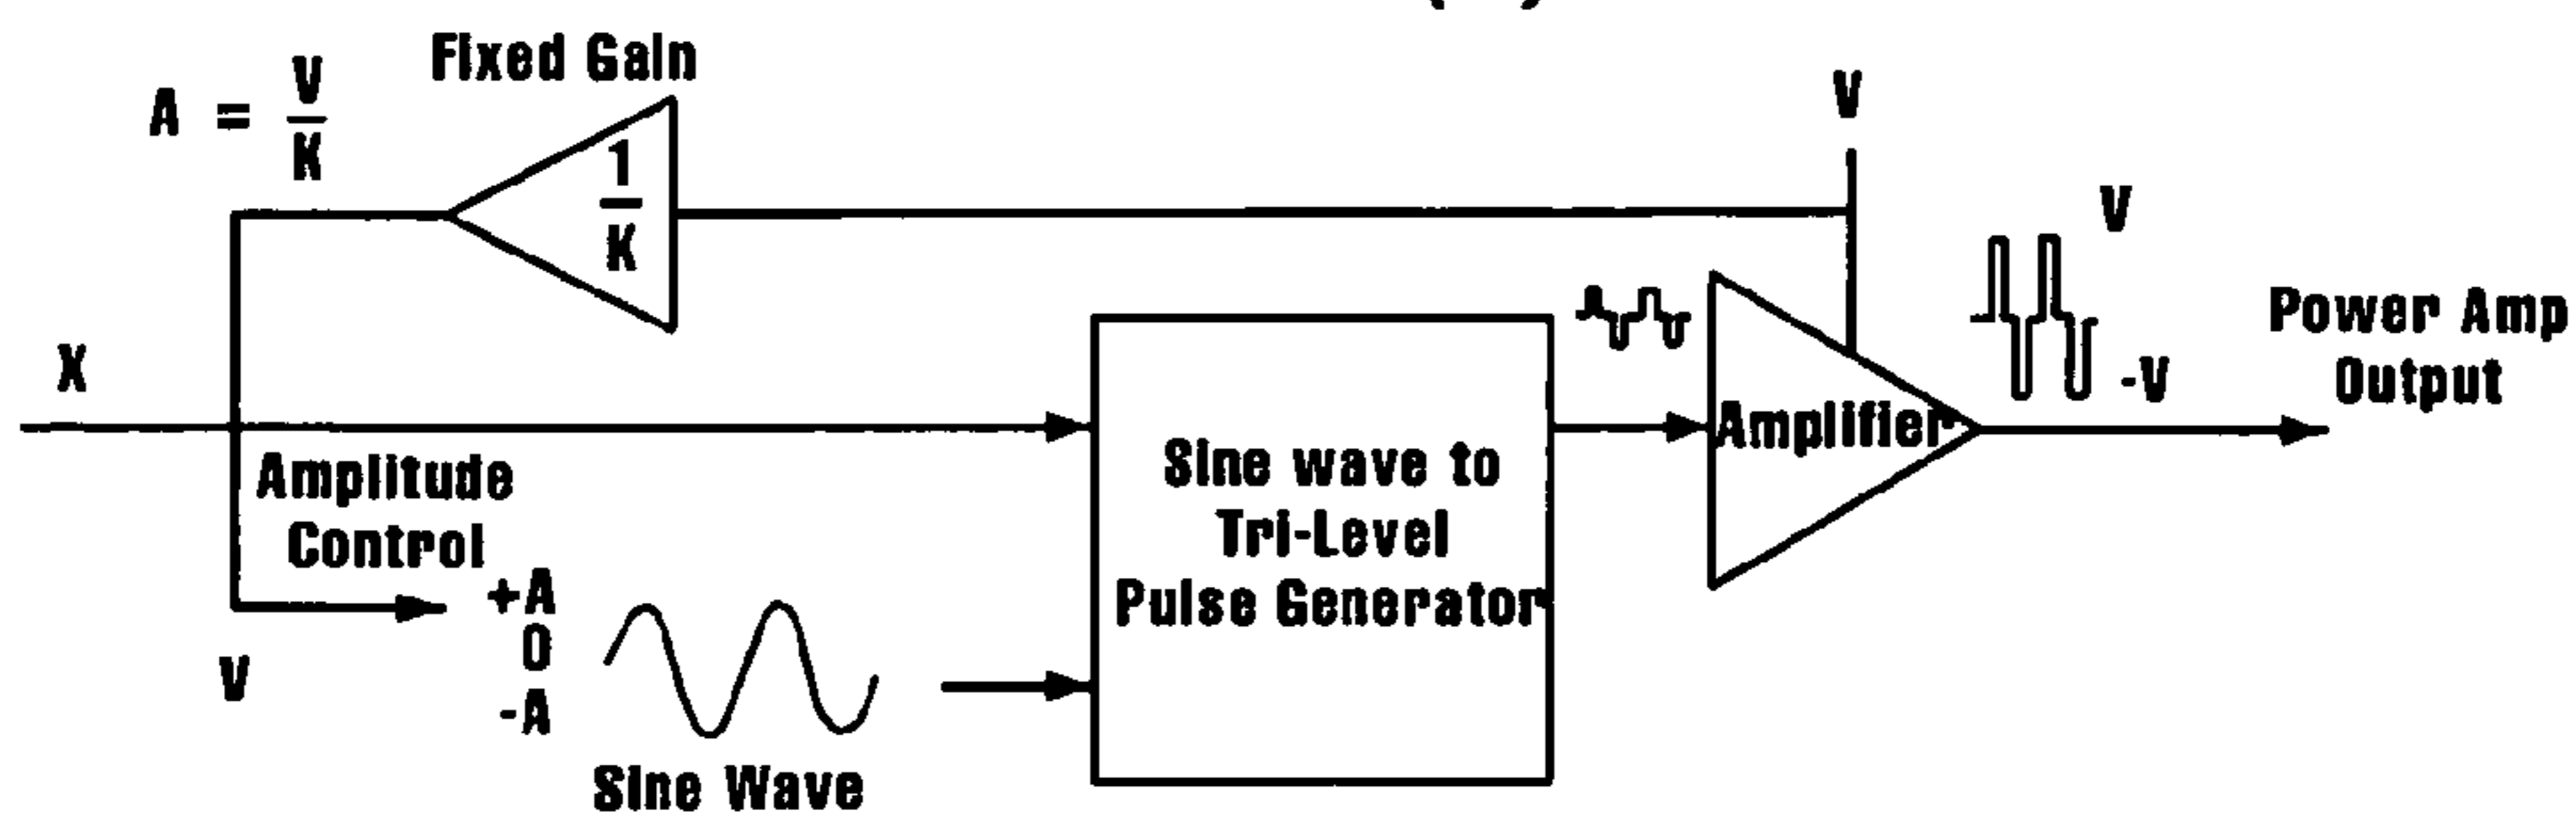 Fixed Gain
A = V/K
1/K
V
V
-V
Power Amp
Output
X
Amplifier
Amplitude
Control
Sine wave to
Tri-Level
Pulse Generator
+A
0
-A
V
Sine Wave